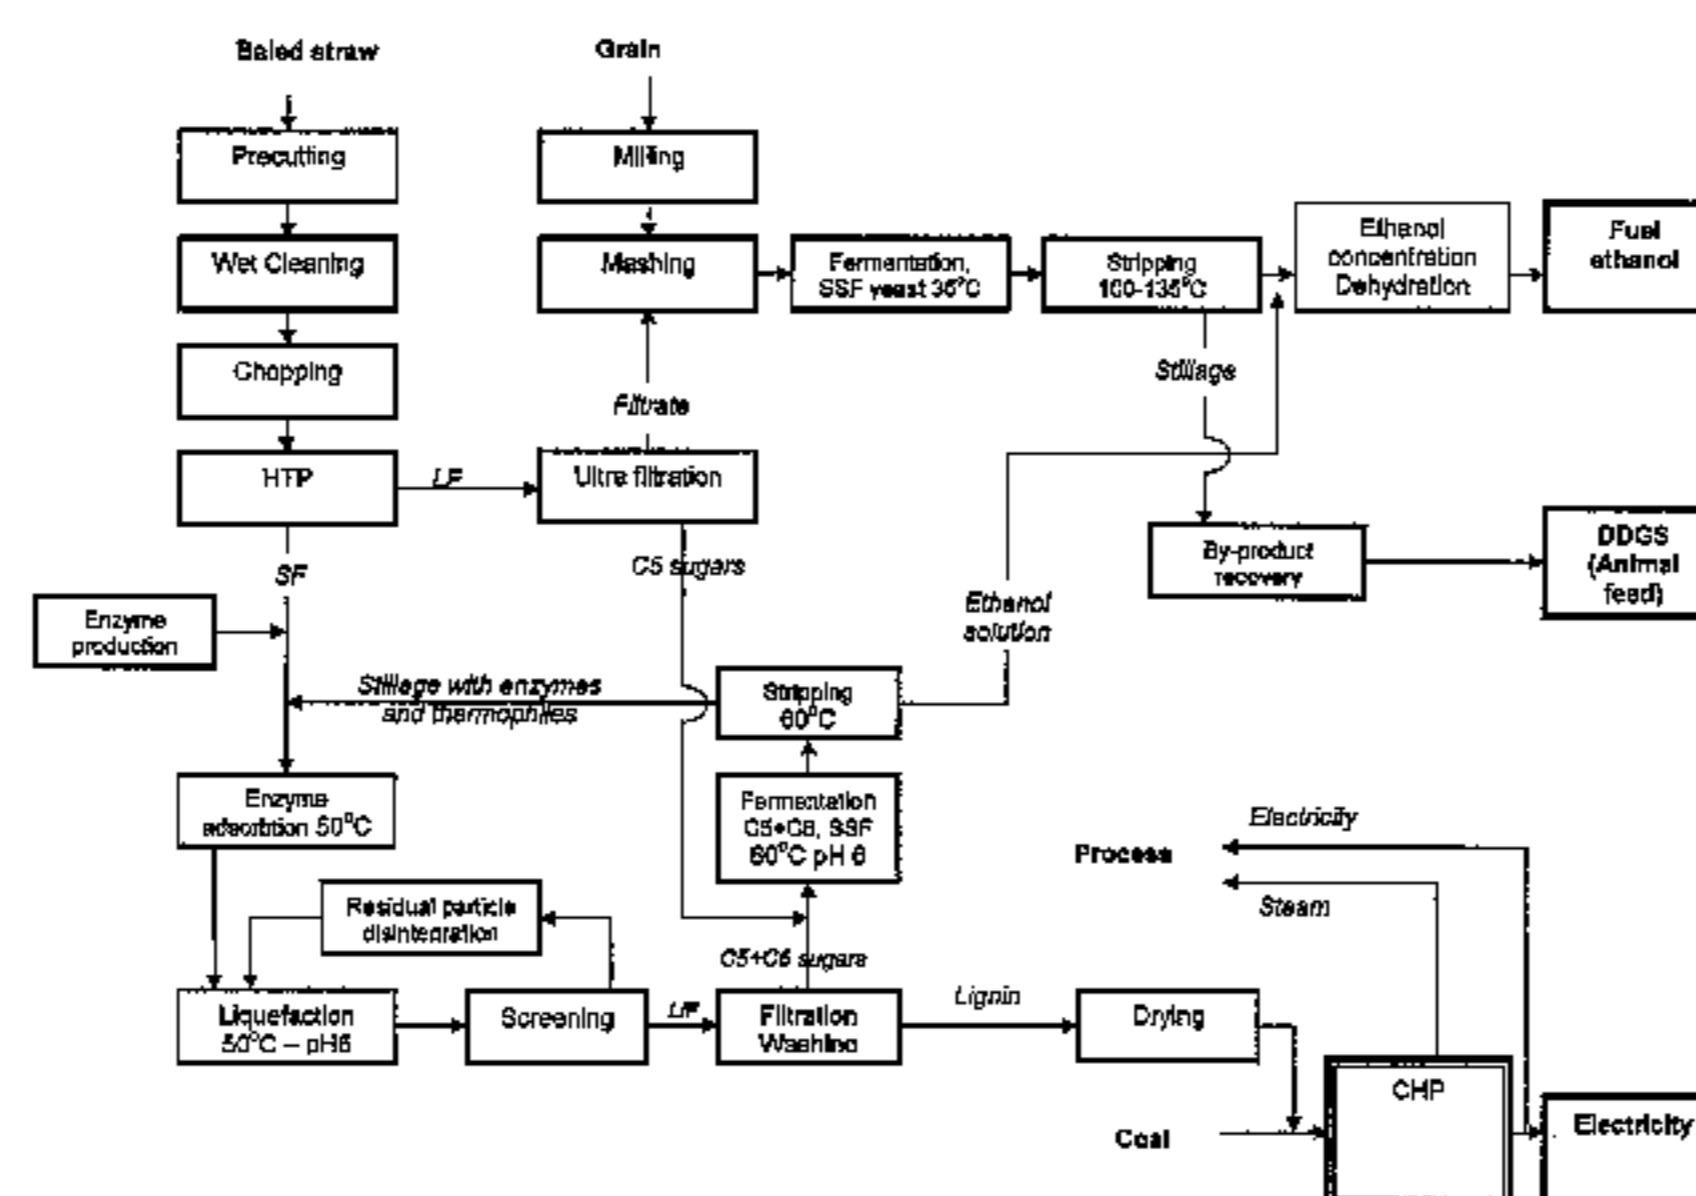 Baled straw
Grain
Precutting
Milling
Wet Cleaning
Mashing
Fermentation,
SSF yeast 35°C
Stripping
100-135°C
Ethanol
concentration
Dehydration
Fuel
ethanol
Chopping
Stillage
Filtrate
HTP
LF
Ultra filtration
C5 sugars
SF
By-product
recovery
DDGS
(Animal
feed)
Enzyme
production
Ethanol
solution
Stillage with enzymes
and thermophiles
Stripping
60°C
Enzyme
adsorbtion 50°C
Fermentation
C5+C6, SSF
60°C pH 6
Electricity
Process
Steam
Residual particle
disintegration
C5+C6 sugars
Liquefaction
50°C – pH6
Screening
LIF
Filtration
Washing
Lignin
Drying
CHP
Coal
Electricity